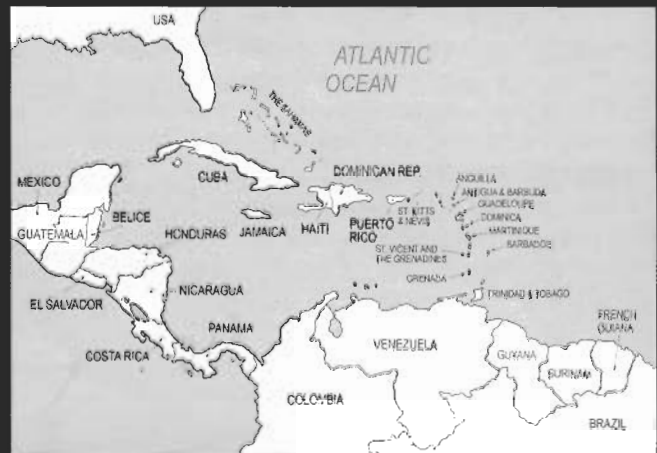 USA
ATLANTIC
OCEAN
THE BAHAMAS
MEXICO
CUBA
DOMINICAN REP.
ANGUILLA
ANTIGUA & BARBUDA
GUADELOUPE
BELICE
GUATEMALA
HONDURAS
JAMAICA
HAITI
PUERTO
RICO
ST. KITTS
& NEVIS
DOMINICA
MARTINIQUE
BARBADOS
ST. VICENT AND
THE GRENADINES
GRENADA
EL SALVADOR
NICARAGUA
TRINIDAD & TOBAGO
PANAMA
COSTA RICA
VENEZUELA
FRENCH
GUIANA
GUYANA
SURINAM
COLOMBIA
BRAZIL